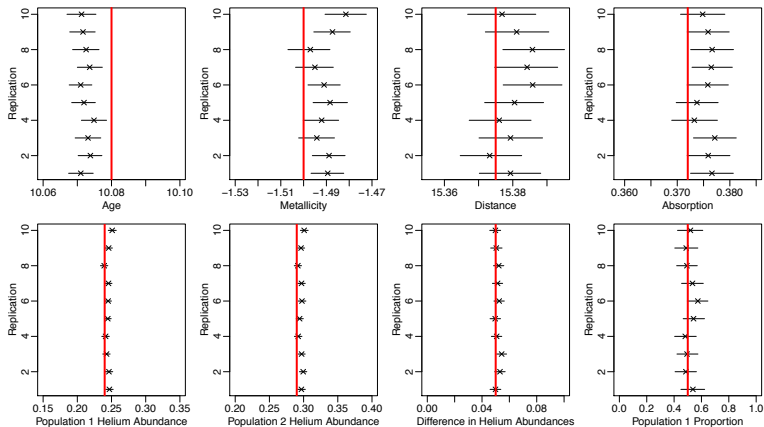 Replication
2 4 6 8 10
10.06 10.08 10.10
Age
Replication
2 4 6 8 10
−1.53 −1.51 −1.49 −1.47
Metallicity
Replication
2 4 6 8 10
15.36 15.38
Distance
Replication
2 4 6 8 10
0.360 0.370 0.380
Absorption
Replication
2 4 6 8 10
0.15 0.20 0.25 0.30 0.35
Population 1 Helium Abundance
Replication
2 4 6 8 10
0.20 0.25 0.30 0.35 0.40
Population 2 Helium Abundance
Replication
2 4 6 8 10
0.00 0.04 0.08
Difference in Helium Abundances
Replication
2 4 6 8 10
0.0 0.2 0.4 0.6 0.8 1.0
Population 1 Proportion